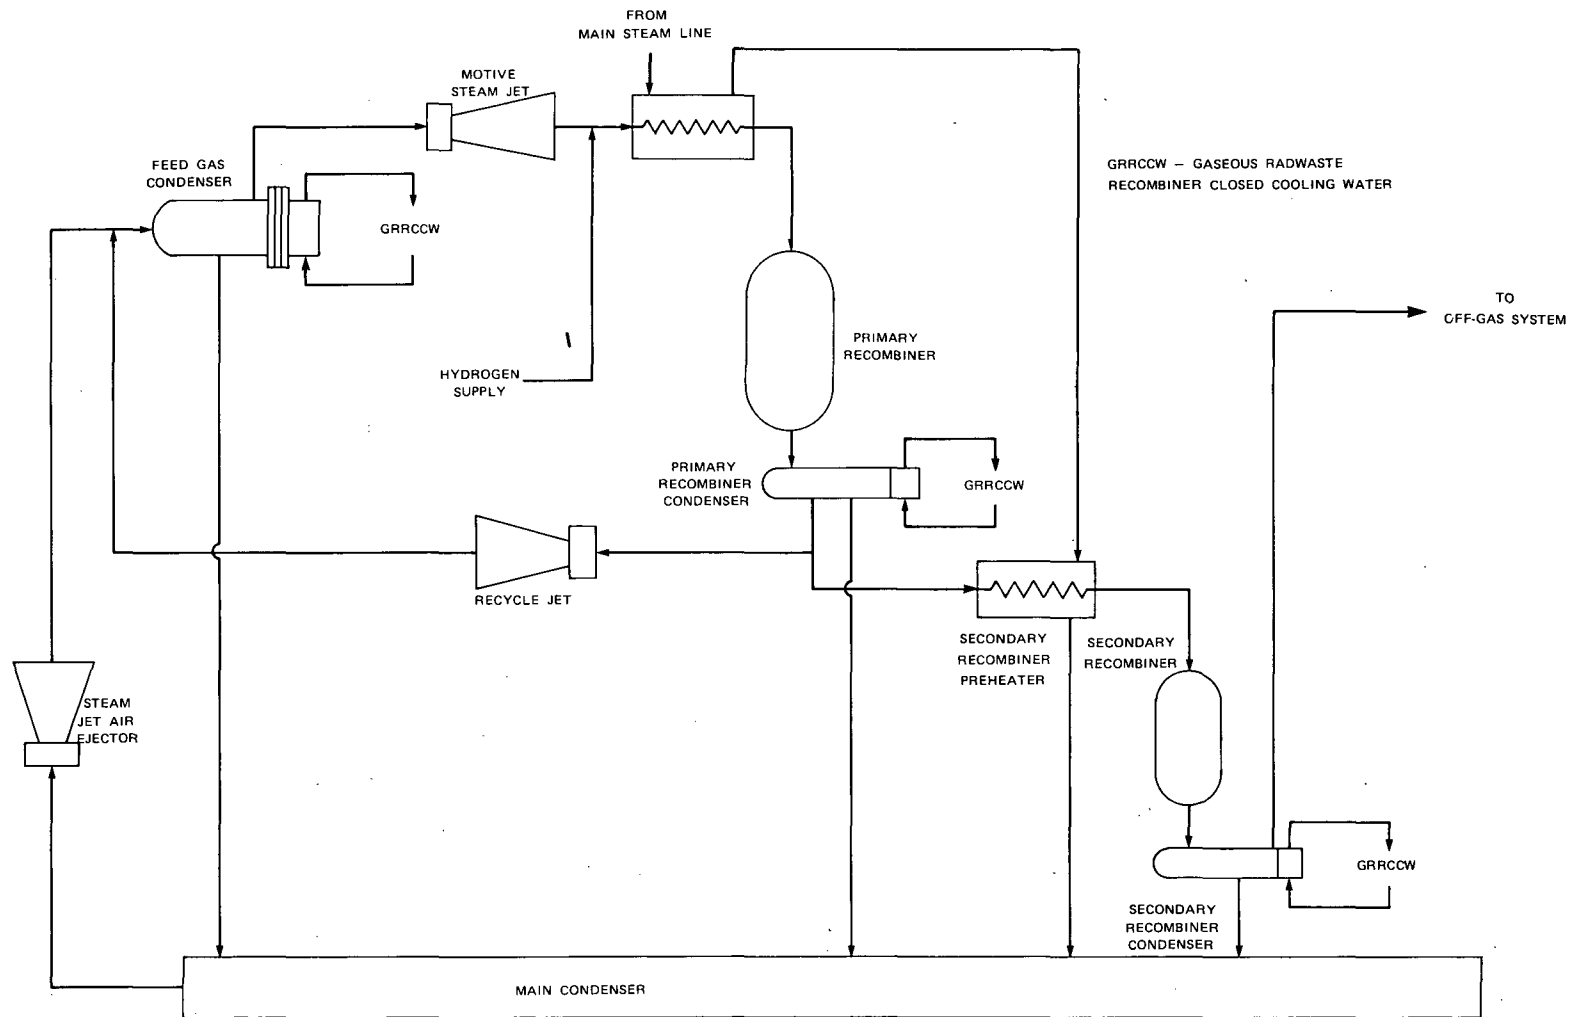 FROM
MAIN STEAM LINE
MOTIVE
STEAM JET
FEED GAS
CONDENSER
GRRCCW
GRRCCW – GASEOUS RADWASTE
RECOMBINER CLOSED COOLING WATER
TO
OFF-GAS SYSTEM
PRIMARY
RECOMBINER
HYDROGEN
SUPPLY
PRIMARY
RECOMBINER
CONDENSER
GRRCCW
RECYCLE JET
SECONDARY
RECOMBINER
PREHEATER
SECONDARY
RECOMBINER
STEAM
JET AIR
EJECTOR
GRRCCW
SECONDARY
RECOMBINER
CONDENSER
MAIN CONDENSER